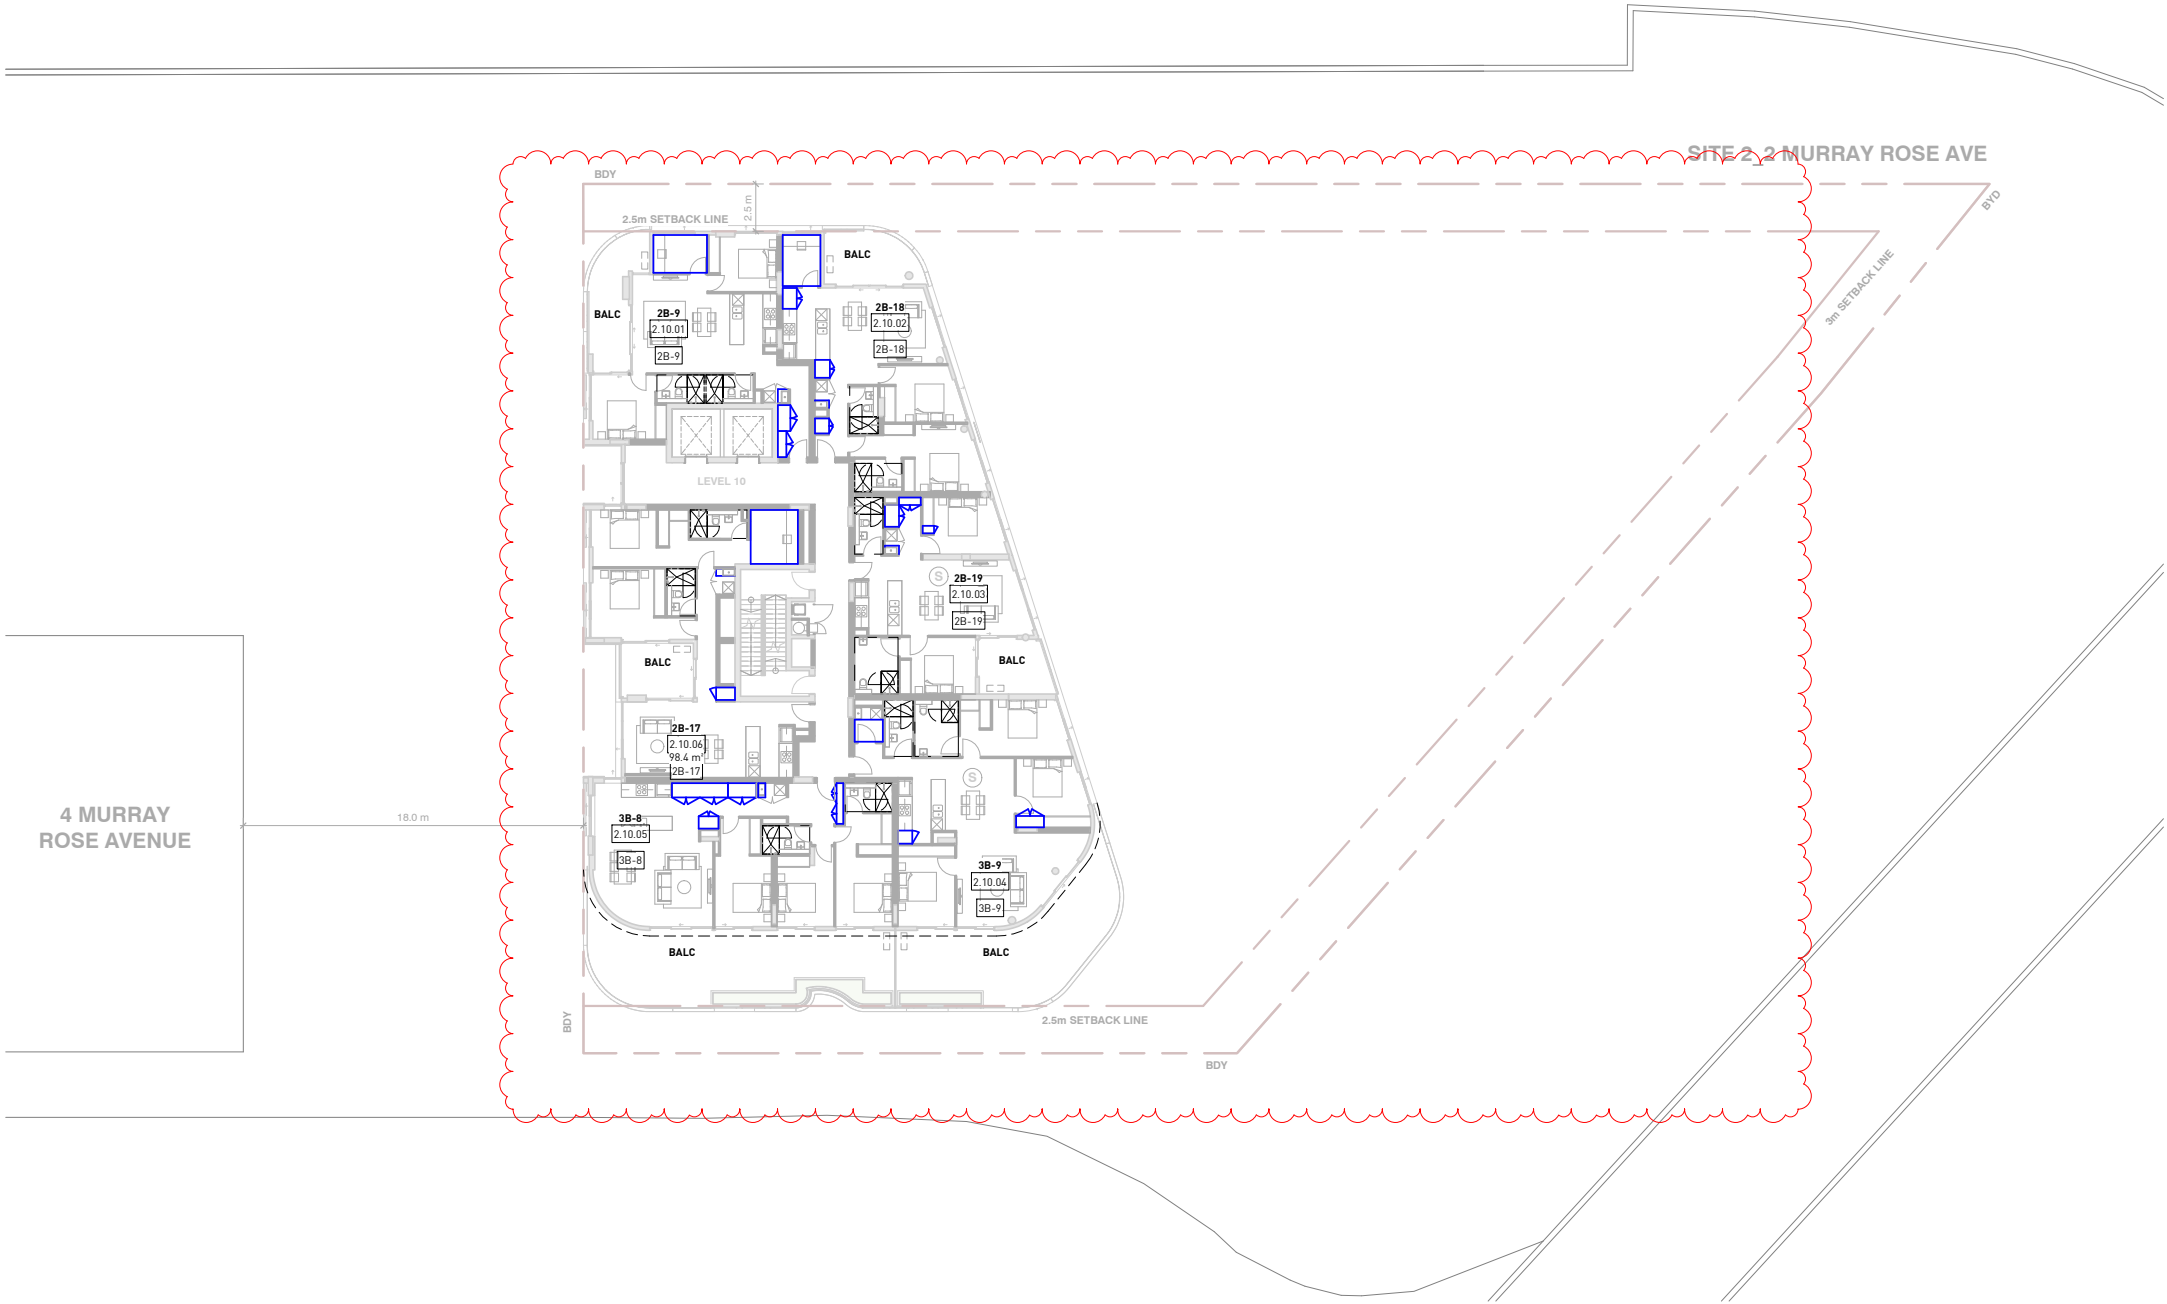 SITE 2_2 MURRAY ROSE AVE
BDY
BYD
2.5 m
2.5m SETBACK LINE
BALC
3m SETBACK LINE
BALC
2B-9
2.10.01
2B-9
2B-18
2.10.02
2B-18
LEVEL 10
S
2B-19
2.10.03
2B-19
BALC
BALC
2B-17
2.10.06
98.4 m²
2B-17
S
4 MURRAY
ROSE AVENUE
18.0 m
3B-8
2.10.05
3B-8
3B-9
2.10.04
3B-9
BALC
BALC
BDY
2.5m SETBACK LINE
BDY